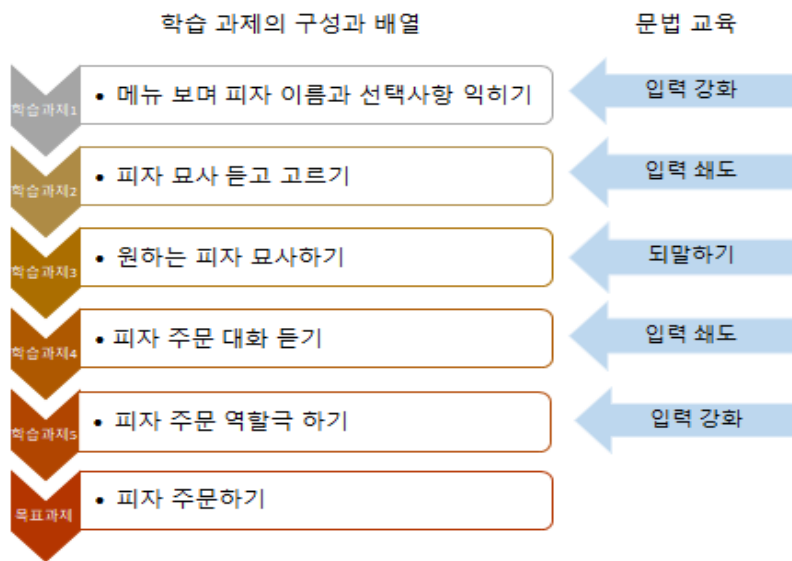 학습 과제의 구성과 배열 문법 교육
학습과제1 • 메뉴 보며 피자 이름과 선택사항 익히기 입력 강화
학습과제2 • 피자 묘사 듣고 고르기 입력 쇄도
학습과제3 • 원하는 피자 묘사하기 되말하기
학습과제4 • 피자 주문 대화 듣기 입력 쇄도
학습과제5 • 피자 주문 역할극 하기 입력 강화
목표과제 • 피자 주문하기